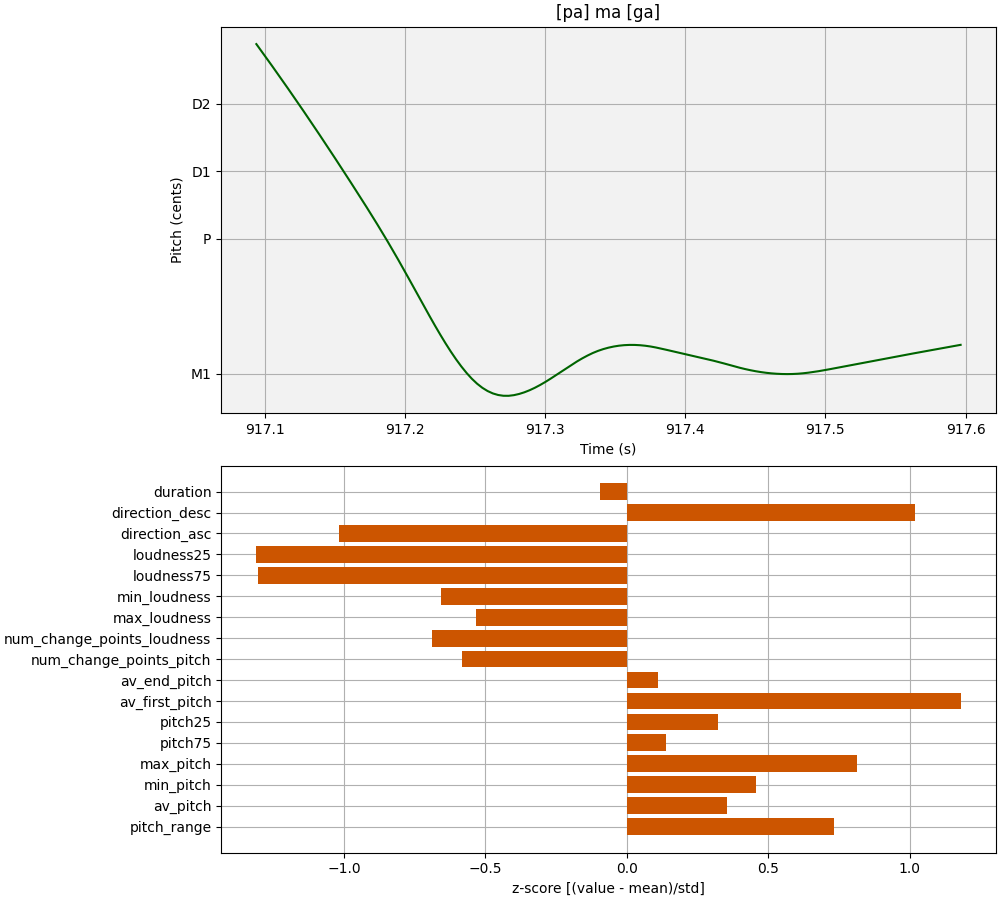 [pa] ma [ga]
Pitch (cents)
D2
D1
P
M1
917.1 917.2 917.3 917.4 917.5 917.6
Time (s)
duration
direction_desc
direction_asc
loudness25
loudness75
min_loudness
max_loudness
num_change_points_loudness
num_change_points_pitch
av_end_pitch
av_first_pitch
pitch25
pitch75
max_pitch
min_pitch
av_pitch
pitch_range
−1.0 −0.5 0.0 0.5 1.0
z-score [(value - mean)/std]